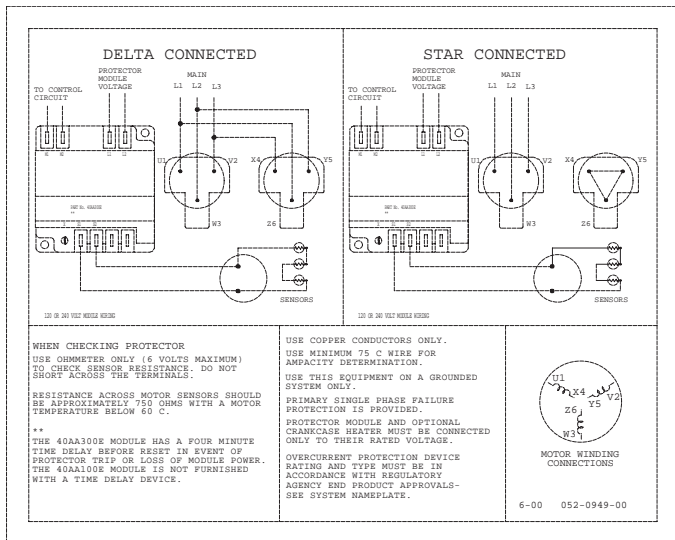 DELTA CONNECTED
TO CONTROL
CIRCUIT
PROTECTOR
MODULE
VOLTAGE
MAIN
L1 L2 L3
U1 V2
X4 Y5
W3
Z6
SENSORS
120 OR 240 VOLT MODULE WIRING
STAR CONNECTED
TO CONTROL
CIRCUIT
PROTECTOR
MODULE
VOLTAGE
MAIN
L1 L2 L3
U1 V2
X4 Y5
W3
Z6
SENSORS
120 OR 240 VOLT MODULE WIRING
WHEN CHECKING PROTECTOR
USE OHMMETER ONLY (6 VOLTS MAXIMUM)
TO CHECK SENSOR RESISTANCE. DO NOT
SHORT ACROSS THE TERMINALS.
RESISTANCE ACROSS MOTOR SENSORS SHOULD
BE APPROXIMATELY 750 OHMS WITH A MOTOR
TEMPERATURE BELOW 60 C.
**
THE 40AA300E MODULE HAS A FOUR MINUTE
TIME DELAY BEFORE RESET IN EVENT OF
PROTECTOR TRIP OR LOSS OF MODULE POWER.
THE 40AA100E MODULE IS NOT FURNISHED
WITH A TIME DELAY DEVICE.
USE COPPER CONDUCTORS ONLY.
USE MINIMUM 75 C WIRE FOR
AMPACITY DETERMINATION.
USE THIS EQUIPMENT ON A GROUNDED
SYSTEM ONLY.
PRIMARY SINGLE PHASE FAILURE
PROTECTION IS PROVIDED.
PROTECTOR MODULE AND OPTIONAL
CRANKCASE HEATER MUST BE CONNECTED
ONLY TO THEIR RATED VOLTAGE.
OVERCURRENT PROTECTION DEVICE
RATING AND TYPE MUST BE IN
ACCORDANCE WITH REGULATORY
AGENCY END PRODUCT APPROVALS-
SEE SYSTEM NAMEPLATE.
U1
X4
V2
Y5
Z6
W3
MOTOR WINDING
CONNECTIONS
6-00 052-0949-00